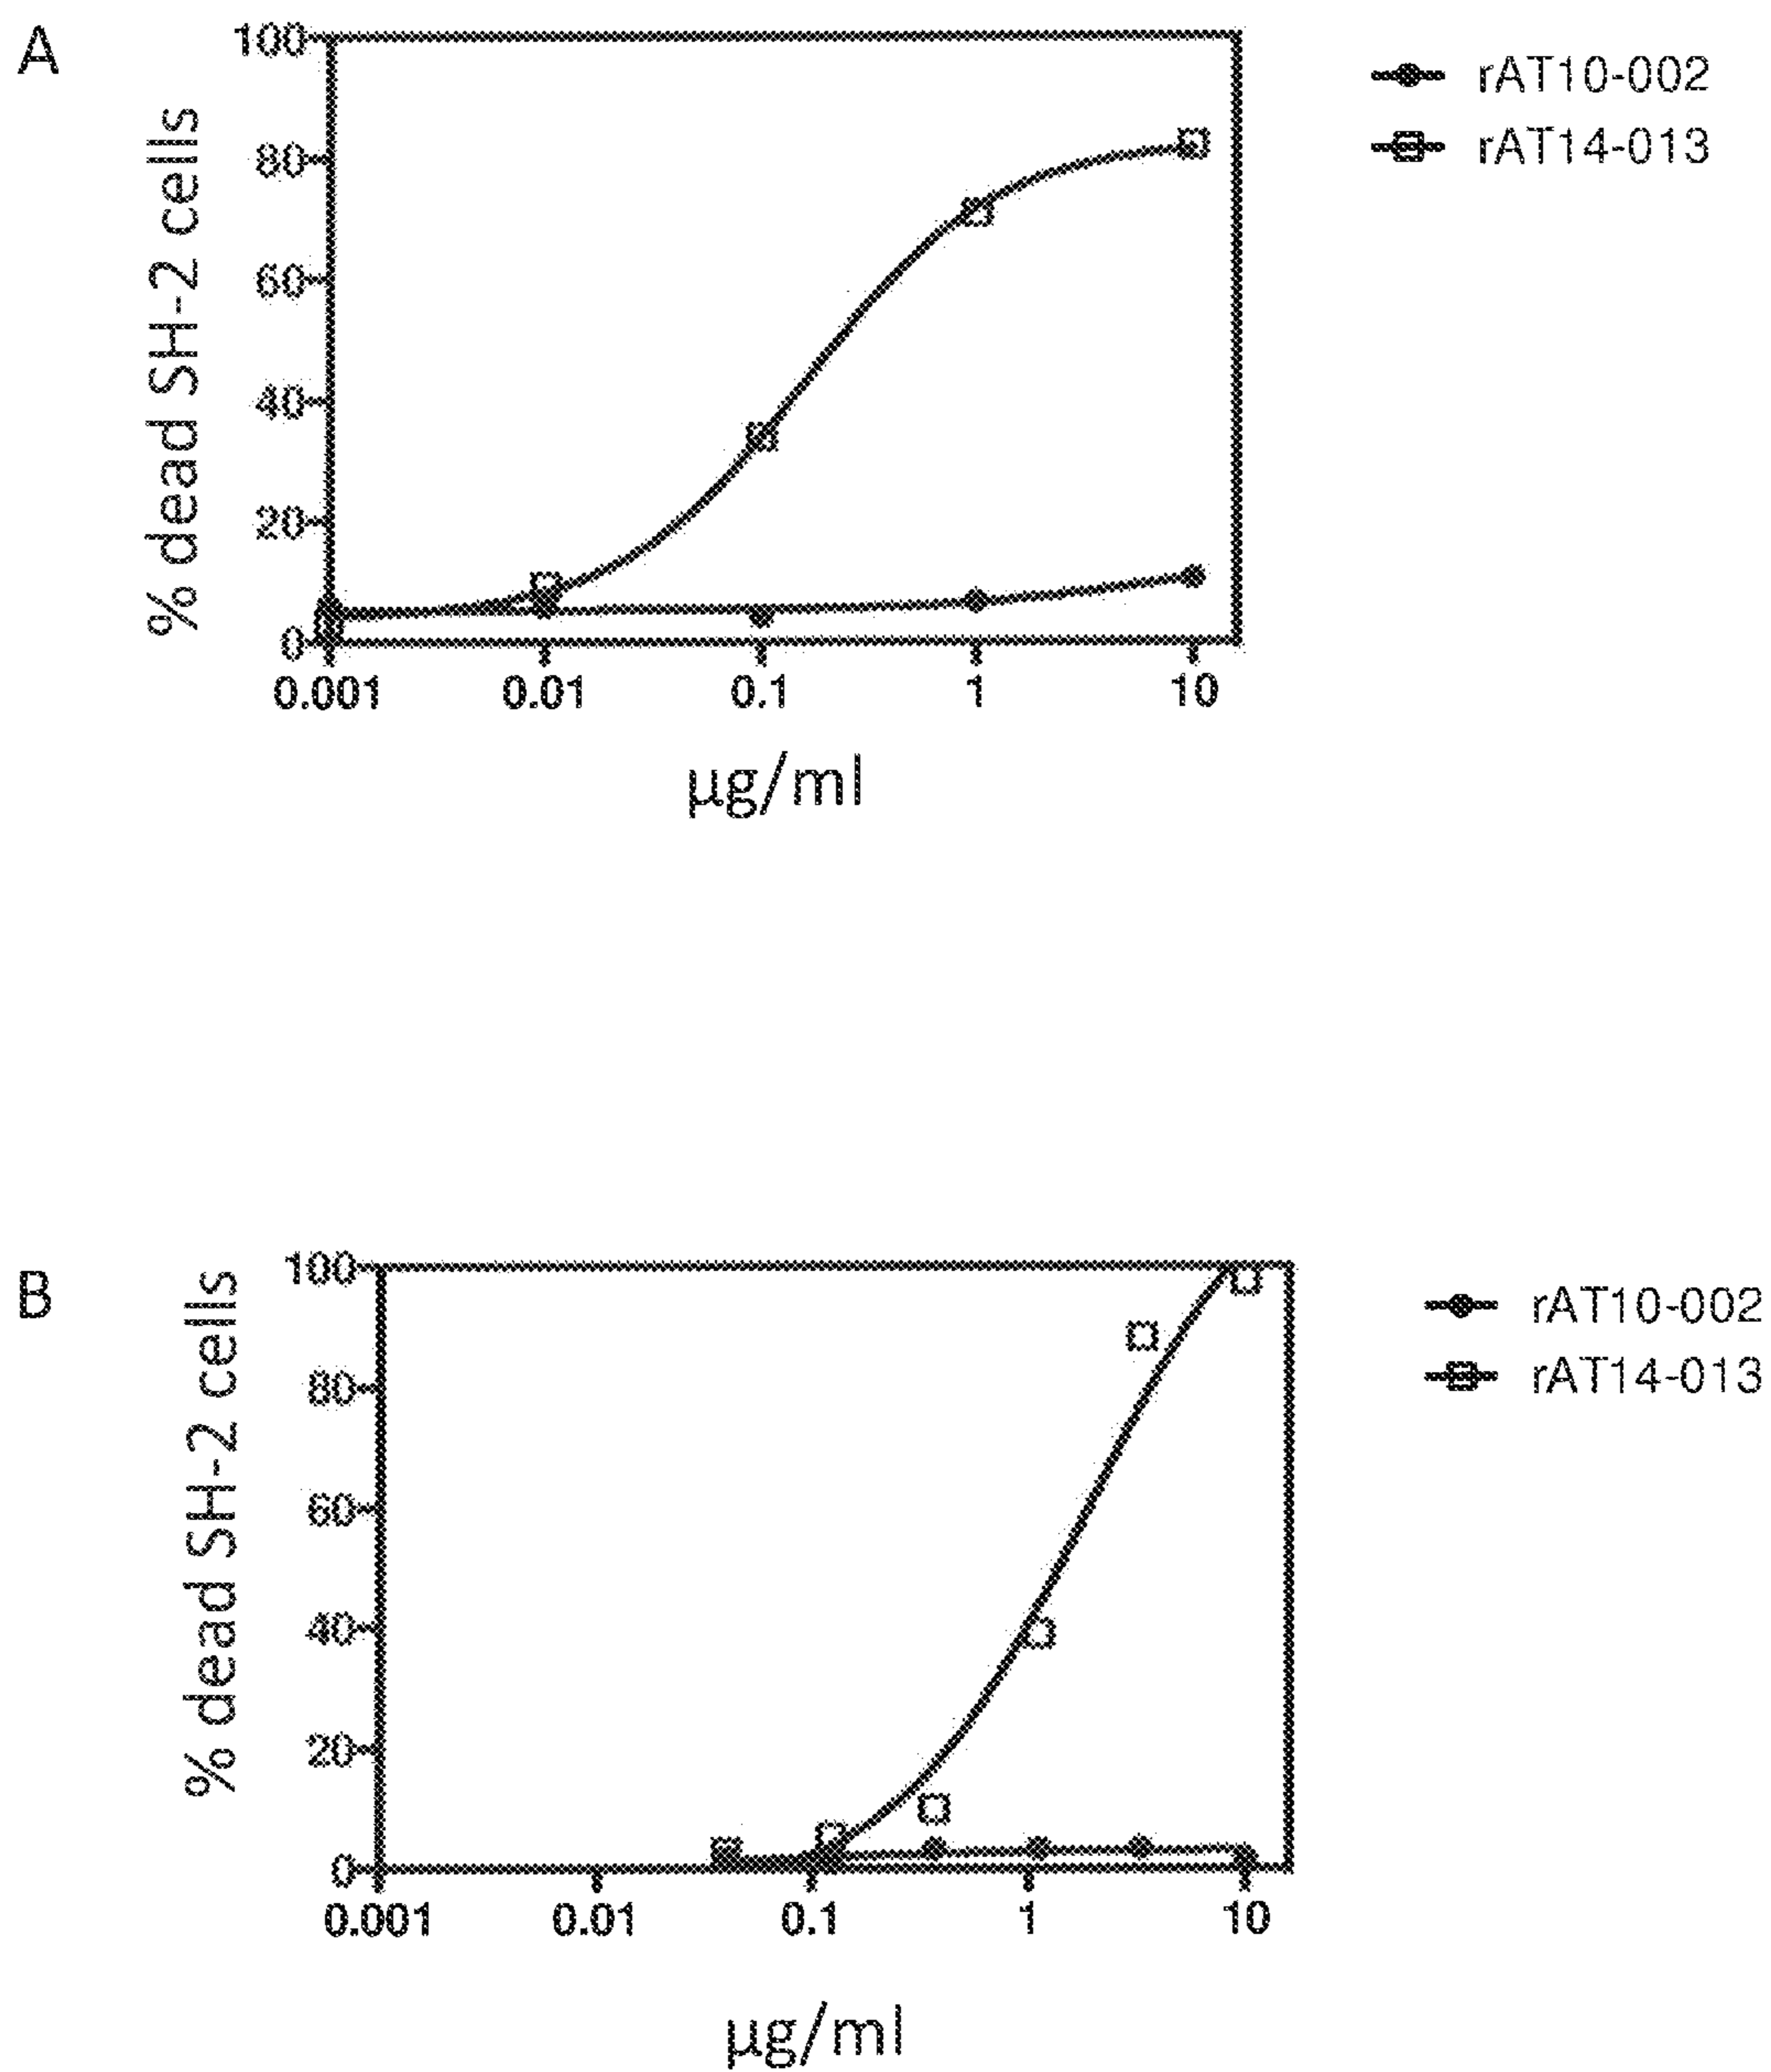 A
% dead SH-2 cells
100
80
60
40
20
0
0.001 0.01 0.1 1 10
µg/ml
rAT10-002
rAT14-013
B
% dead SH-2 cells
100
80
60
40
20
0
0.001 0.01 0.1 1 10
µg/ml
rAT10-002
rAT14-013